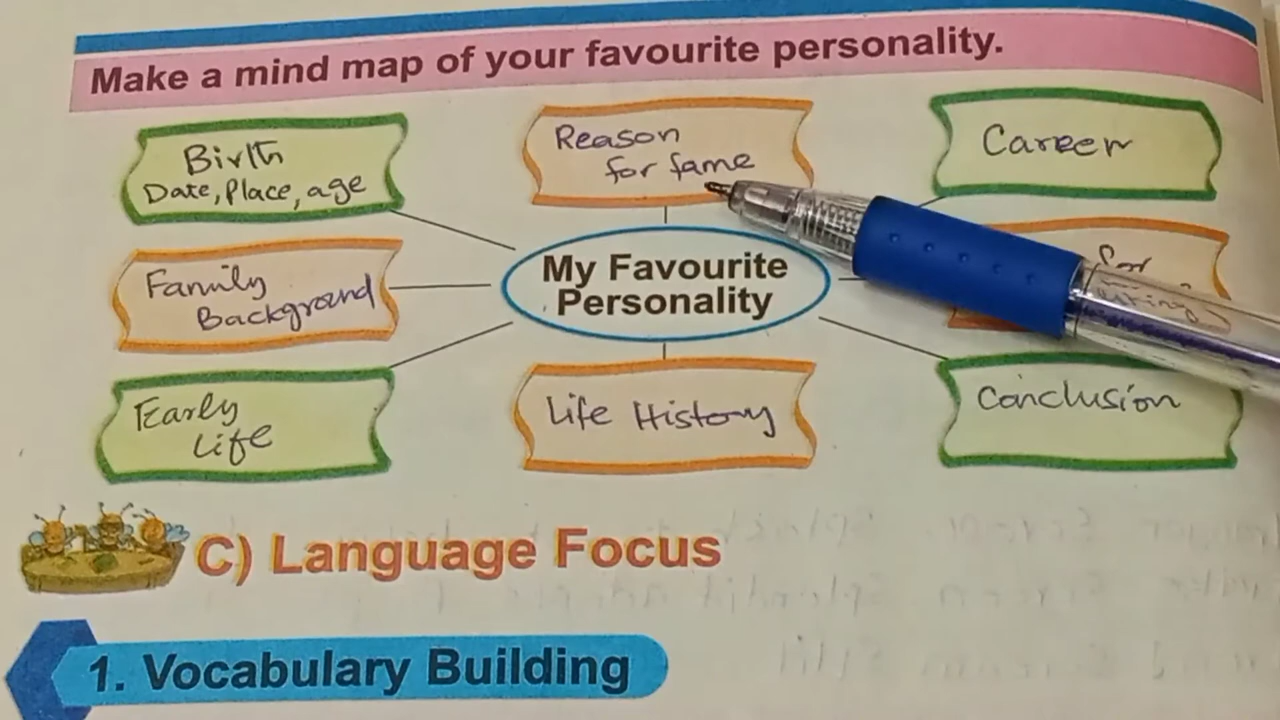 Make a mind map of your favourite personality.
Birth
Date, Place, age
Reason
for fame
Career
Family
Background
My Favourite
Personality
for
Early
Life
Life History
Conclusion
C) Language Focus
1. Vocabulary Building